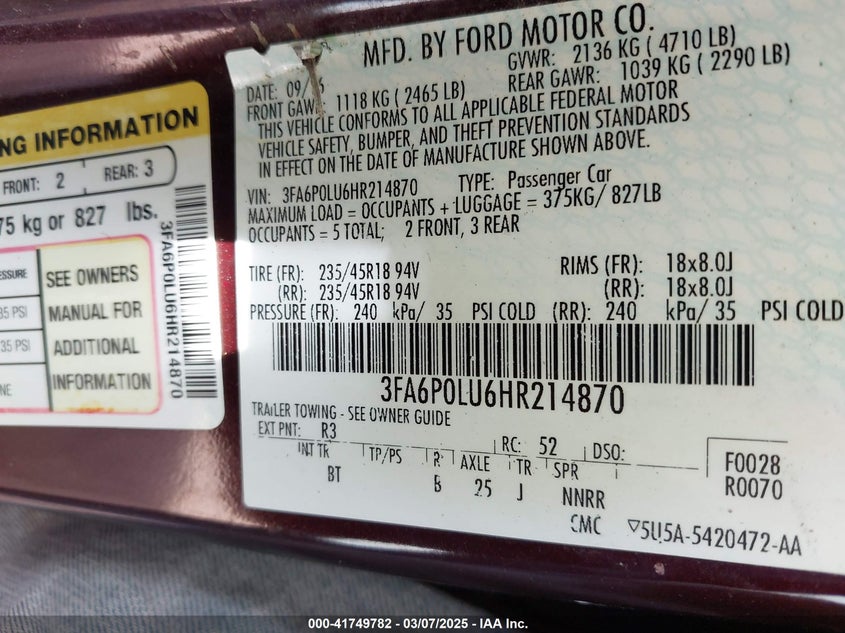 NG INFORMATION
FRONT: 2 REAR: 3
75 kg or 827 lbs.
ESSURE
35 PSI
35 PSI
NE
SEE OWNERS
MANUAL FOR
ADDITIONAL
INFORMATION
3FA6P0LU6HR214870
MFD. BY FORD MOTOR CO.
DATE: 09/ 6 GVWR: 2136 KG ( 4710 LB)
FRONT GAWR: 1118 KG ( 2465 LB) REAR GAWR: 1039 KG ( 2290 LB)
THIS VEHICLE CONFORMS TO ALL APPLICABLE FEDERAL MOTOR
VEHICLE SAFETY, BUMPER, AND THEFT PREVENTION STANDARDS
IN EFFECT ON THE DATE OF MANUFACTURE SHOWN ABOVE.
VIN: 3FA6P0LU6HR214870 TYPE: Passenger Car
MAXIMUM LOAD = OCCUPANTS + LUGGAGE = 375KG/ 827LB
OCCUPANTS = 5 TOTAL; 2 FRONT, 3 REAR
TIRE (FR): 235/45R18 94V RIMS (FR): 18x8.0J
(RR): 235/45R18 94V (RR): 18x8.0J
PRESSURE (FR): 240 kPa/ 35 PSI COLD (RR): 240 kPa/ 35 PSI COLD
3FA6P0LU6HR214870
TRAILER TOWING - SEE OWNER GUIDE
EXT PNT: R3 RC: 52 DSO: F0028
INT TR TP/PS R AXLE TR SPR R0070
BT B 25 J NNRR
CMC ▽5U5A-5420472-AA
000-41749782 - 03/07/2025 - IAA Inc.